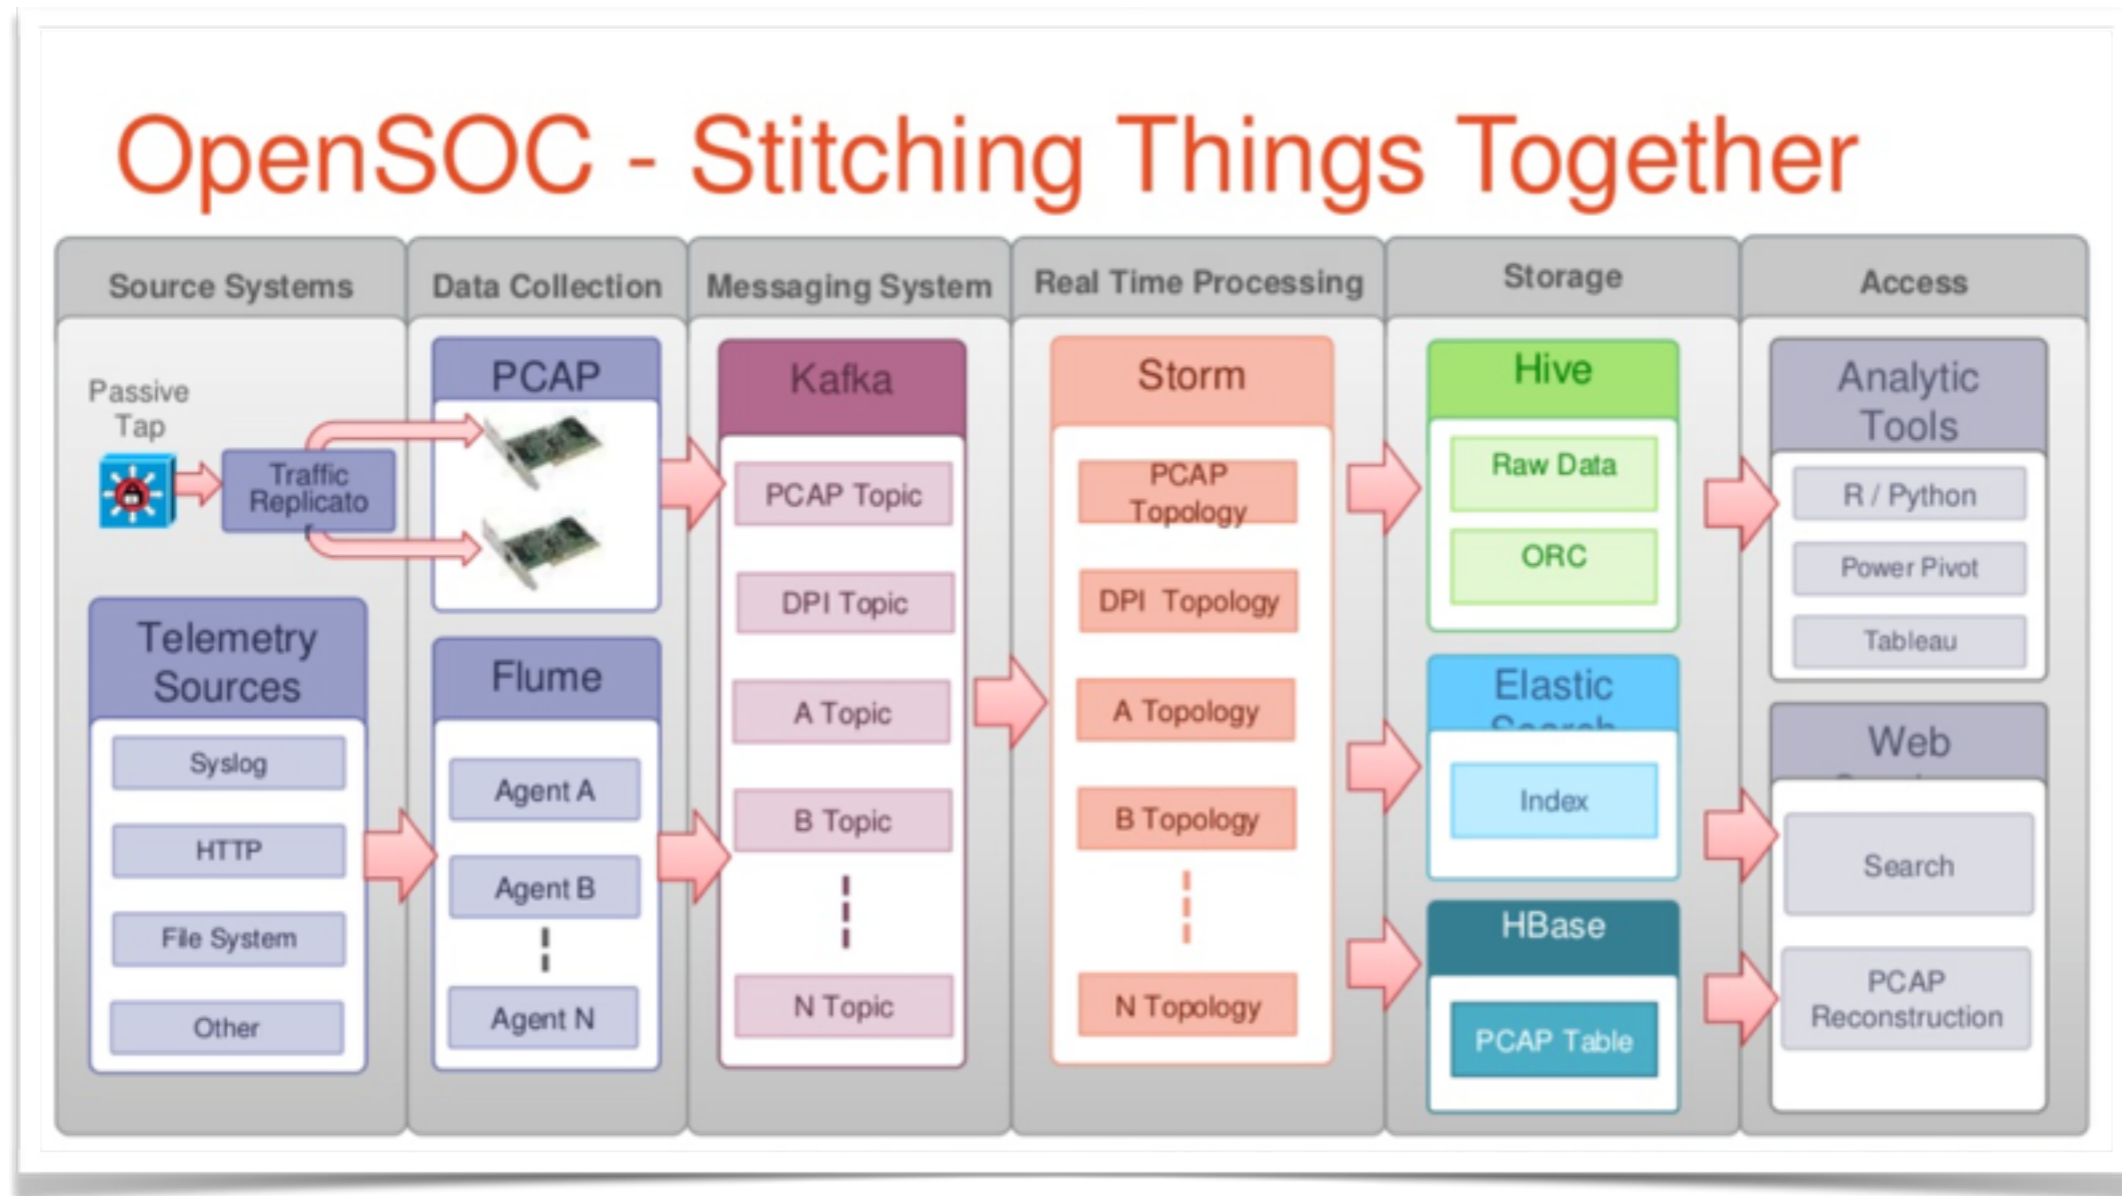 OpenSOC - Stitching Things Together
Source Systems
Data Collection
Messaging System
Real Time Processing
Storage
Access
Passive
Tap
Traffic
Replicato
r
Telemetry
Sources
Syslog
HTTP
File System
Other
PCAP
Flume
Agent A
Agent B
Agent N
Kafka
PCAP Topic
DPI Topic
A Topic
B Topic
N Topic
Storm
PCAP
Topology
DPI Topology
A Topology
B Topology
N Topology
Hive
Raw Data
ORC
Elastic
Search
Index
HBase
PCAP Table
Analytic
Tools
R / Python
Power Pivot
Tableau
Web
Search
PCAP
Reconstruction